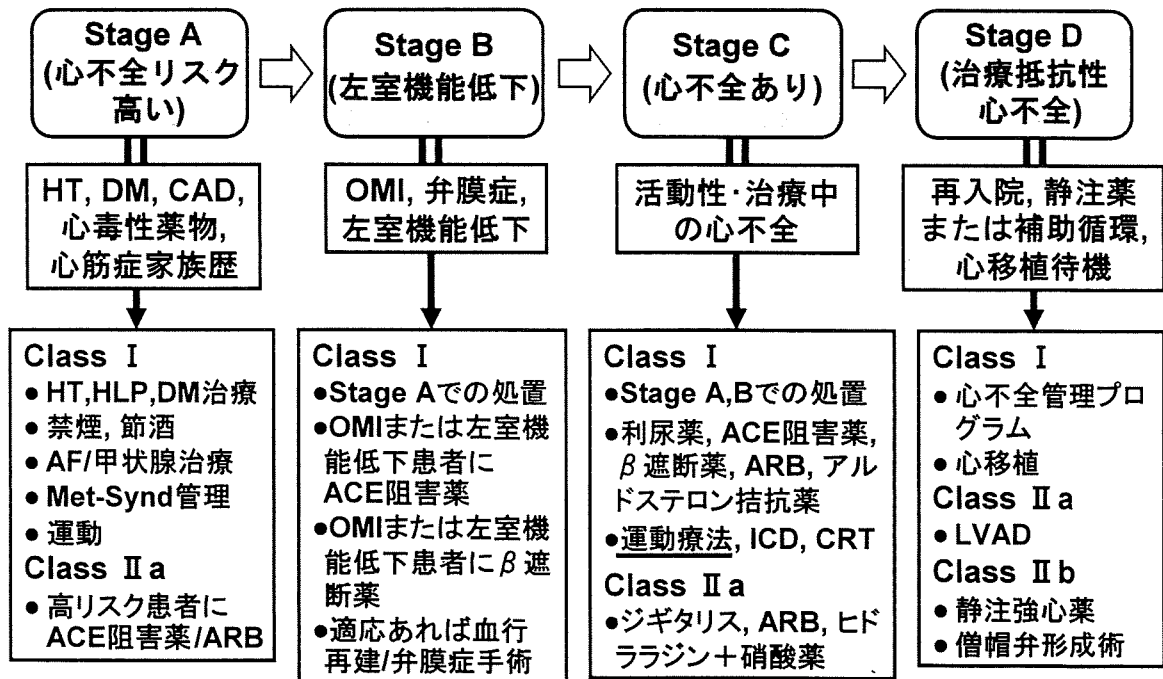 Stage A
(心不全リスク
高い)
Stage B
(左室機能低下)
Stage C
(心不全あり)
Stage D
(治療抵抗性
心不全)
HT, DM, CAD,
心毒性薬物,
心筋症家族歴
OMI, 弁膜症,
左室機能低下
活動性・治療中
の心不全
再入院, 静注薬
または補助循環,
心移植待機
Class Ⅰ
● HT,HLP,DM治療
● 禁煙, 節酒
● AF/甲状腺治療
● Met-Synd管理
● 運動
Class Ⅱa
● 高リスク患者に
ACE阻害薬/ARB
Class Ⅰ
●Stage Aでの処置
●OMIまたは左室機
能低下患者に
ACE阻害薬
●OMIまたは左室機
能低下患者にβ遮
断薬
●適応あれば血行
再建/弁膜症手術
Class Ⅰ
●Stage A,Bでの処置
●利尿薬, ACE阻害薬,
β遮断薬, ARB, アル
ドステロン拮抗薬
●運動療法, ICD, CRT
Class Ⅱa
●ジギタリス, ARB, ヒド
ララジン+硝酸薬
Class Ⅰ
● 心不全管理プロ
グラム
● 心移植
Class Ⅱa
● LVAD
Class Ⅱb
● 静注強心薬
● 僧帽弁形成術